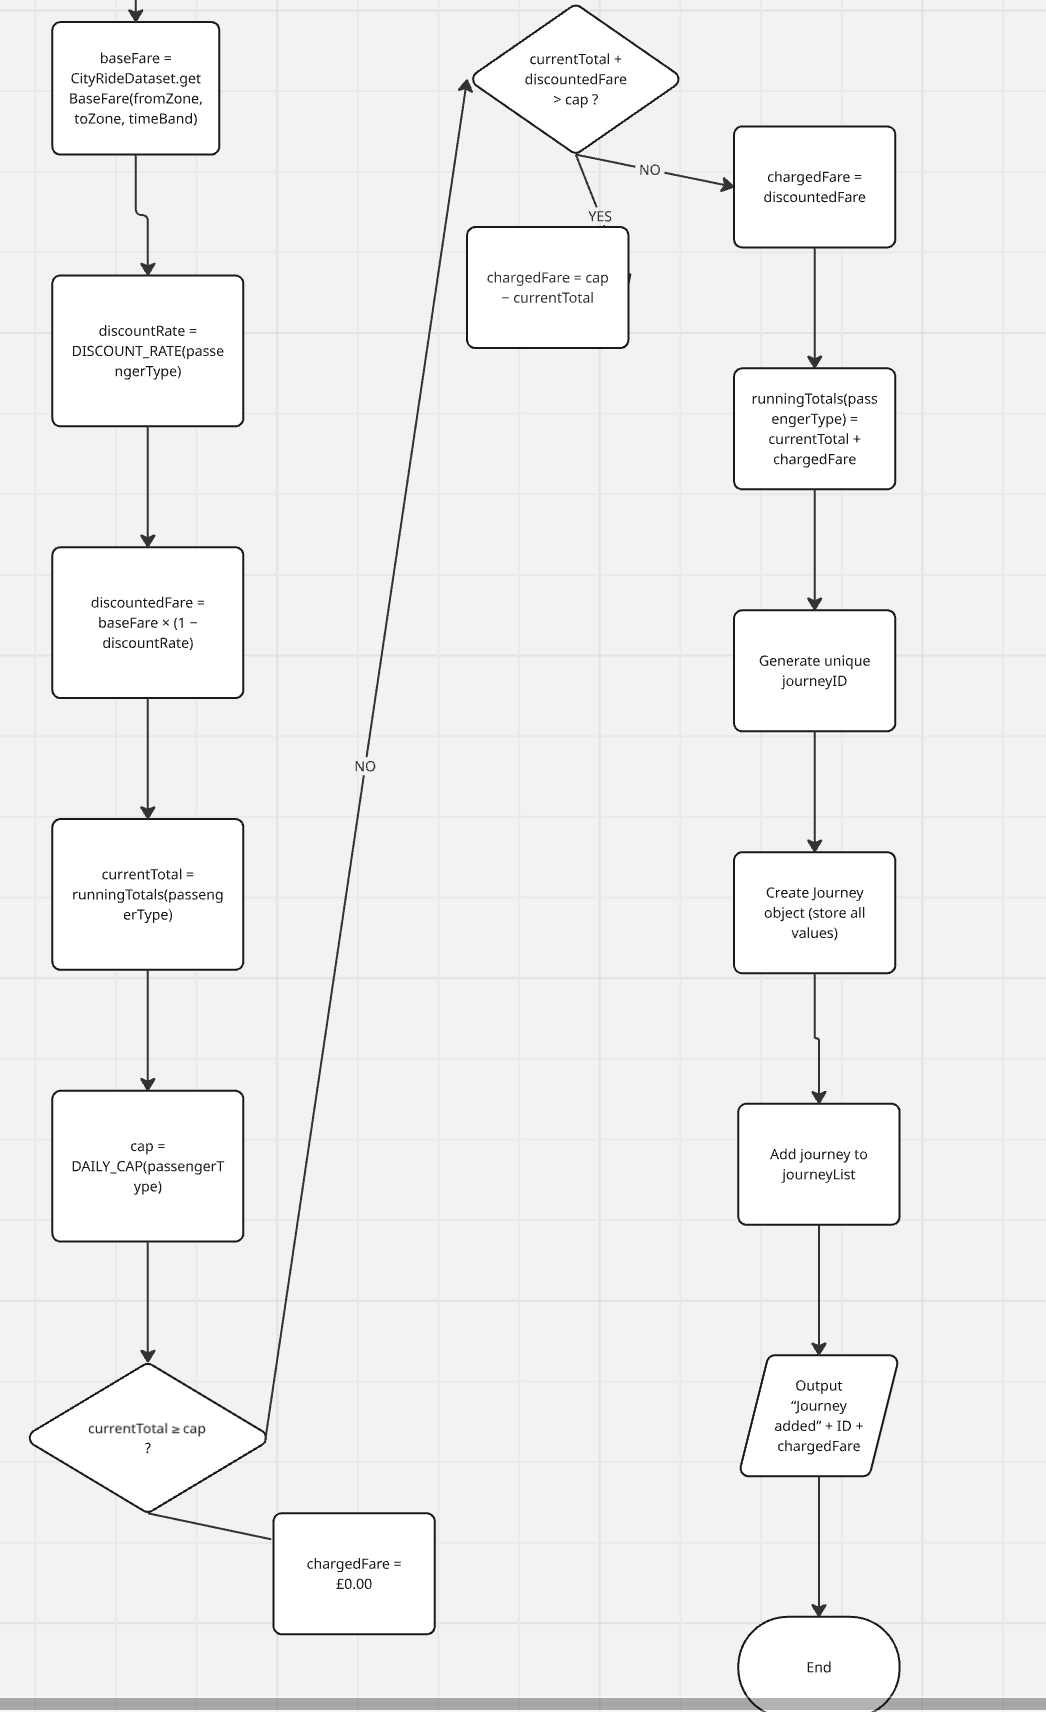 baseFare =
CityRideDataset.get
BaseFare(fromZone,
toZone, timeBand)
discountRate =
DISCOUNT_RATE(passe
ngerType)
discountedFare =
baseFare × (1 −
discountRate)
currentTotal =
runningTotals(passeng
erType)
cap =
DAILY_CAP(passengerT
ype)
currentTotal ≥ cap
?
chargedFare =
£0.00
NO
currentTotal +
discountedFare
> cap ?
YES
chargedFare = cap
− currentTotal
NO
chargedFare =
discountedFare
runningTotals(pass
engerType) =
currentTotal +
chargedFare
Generate unique
journeyID
Create Journey
object (store all
values)
Add journey to
journeyList
Output
“Journey
added” + ID +
chargedFare
End